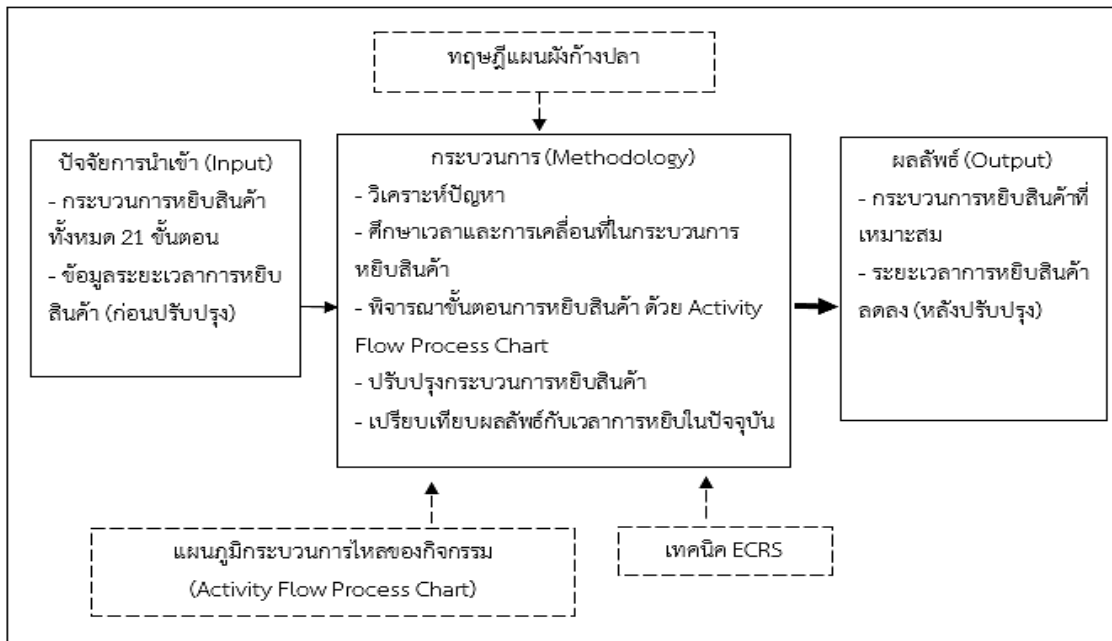 ทฤษฎีแผนผังก้างปลา
ปัจจัยการนำเข้า (Input)
- กระบวนการหยิบสินค้า
ทั้งหมด 21 ขั้นตอน
- ข้อมูลระยะเวลาการหยิบ
สินค้า (ก่อนปรับปรุง)
กระบวนการ (Methodology)
- วิเคราะห์ปัญหา
- ศึกษาเวลาและการเคลื่อนที่ในกระบวนการ
หยิบสินค้า
- พิจารณาขั้นตอนการหยิบสินค้า ด้วย Activity
Flow Process Chart
- ปรับปรุงกระบวนการหยิบสินค้า
- เปรียบเทียบผลลัพธ์กับเวลาการหยิบในปัจจุบัน
ผลลัพธ์ (Output)
- กระบวนการหยิบสินค้าที่
เหมาะสม
- ระยะเวลาการหยิบสินค้า
ลดลง (หลังปรับปรุง)
แผนภูมิกระบวนการไหลของกิจกรรม
(Activity Flow Process Chart)
เทคนิค ECRS